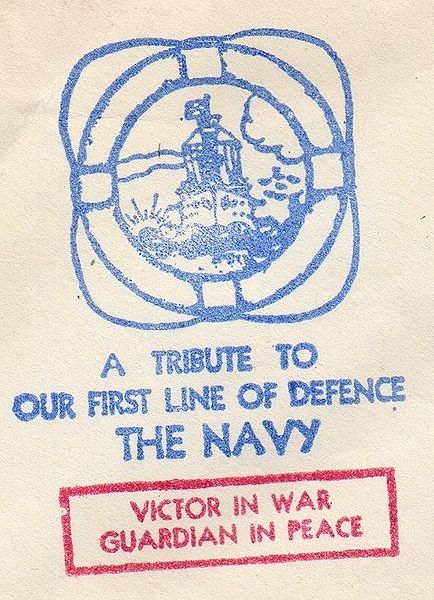 A TRIBUTE TO
OUR FIRST LINE OF DEFENCE
THE NAVY
VICTOR IN WAR
GUARDIAN IN PEACE